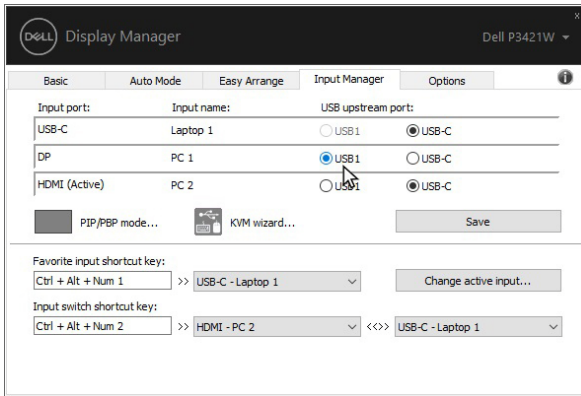 DELL Display Manager Dell P3421W
x
Basic Auto Mode Easy Arrange Input Manager Options i
Input port: Input name: USB upstream port:
USB-C Laptop 1 USB1 USB-C
DP PC 1 USB1 USB-C
HDMI (Active) PC 2 USB1 USB-C
PIP/PBP mode... KVM wizard... Save
Favorite input shortcut key:
Ctrl + Alt + Num 1 >> USB-C - Laptop 1 Change active input...
Input switch shortcut key:
Ctrl + Alt + Num 2 >> HDMI - PC 2 <<>> USB-C - Laptop 1